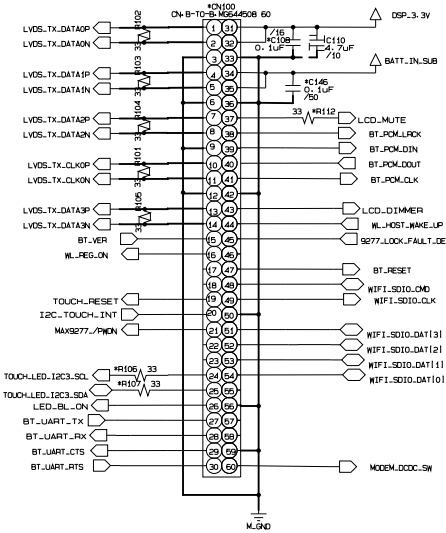 *CN100
CN-B-TO-B-MG644508 60
DSP_3.3V
BATT_IN_SUB
R102
33
LVDS_TX_DATA0P
LVDS_TX_DATA0N
1 31
2 32
/16
*C108
0.1uF
C110
4.7uF
/10
R103
33
LVDS_TX_DATA1P
LVDS_TX_DATA1N
3 33
4 34
5 35
6 36
*C146
0.1uF
/50
R104
33
LVDS_TX_DATA2P
LVDS_TX_DATA2N
7 37
33 *R112
LCD_MUTE
8 38
BT_PCM_LRCK
9 39
BT_PCM_DIN
R101
33
LVDS_TX_CLK0P
LVDS_TX_CLK0N
10 40
BT_PCM_DOUT
11 41
BT_PCM_CLK
12 42
R105
33
LVDS_TX_DATA3P
LVDS_TX_DATA3N
13 43
LCD_DIMMER
14 44
WL_HOST_WAKE_UP
BT_VER
15 45
9277_LOCK_FAULT_DE
WL_REG_ON
16 46
17 47
BT_RESET
18 48
WIFI_SDIO_CMD
TOUCH_RESET
19 49
WIFI_SDIO_CLK
I2C_TOUCH_INT
20 50
MAX9277_/PWDN
21 51
WIFI_SDIO_DAT[3]
22 52
WIFI_SDIO_DAT[2]
23 53
WIFI_SDIO_DAT[1]
*R106 33
TOUCH_LED_I2C3_SCL
24 54
WIFI_SDIO_DAT[0]
*R107 33
TOUCH_LED_I2C3_SDA
25 55
LED_BL_ON
26 56
BT_UART_TX
27 57
BT_UART_RX
28 58
BT_UART_CTS
29 59
BT_UART_RTS
30 60
MODEM_DCDC_SW
M_GND